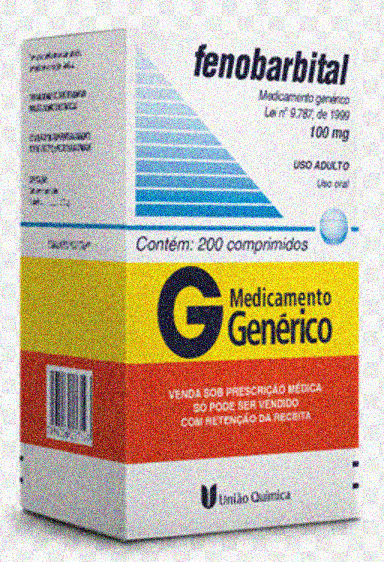 fenobarbital
Medicamento genérico
Lei nº 9.787, de 1999
100 mg
USO ADULTO
Uso oral
Contém: 200 comprimidos
G Medicamento
Genérico
VENDA SOB PRESCRIÇÃO MÉDICA
SÓ PODE SER VENDIDO
COM RETENÇÃO DA RECEITA
União Química